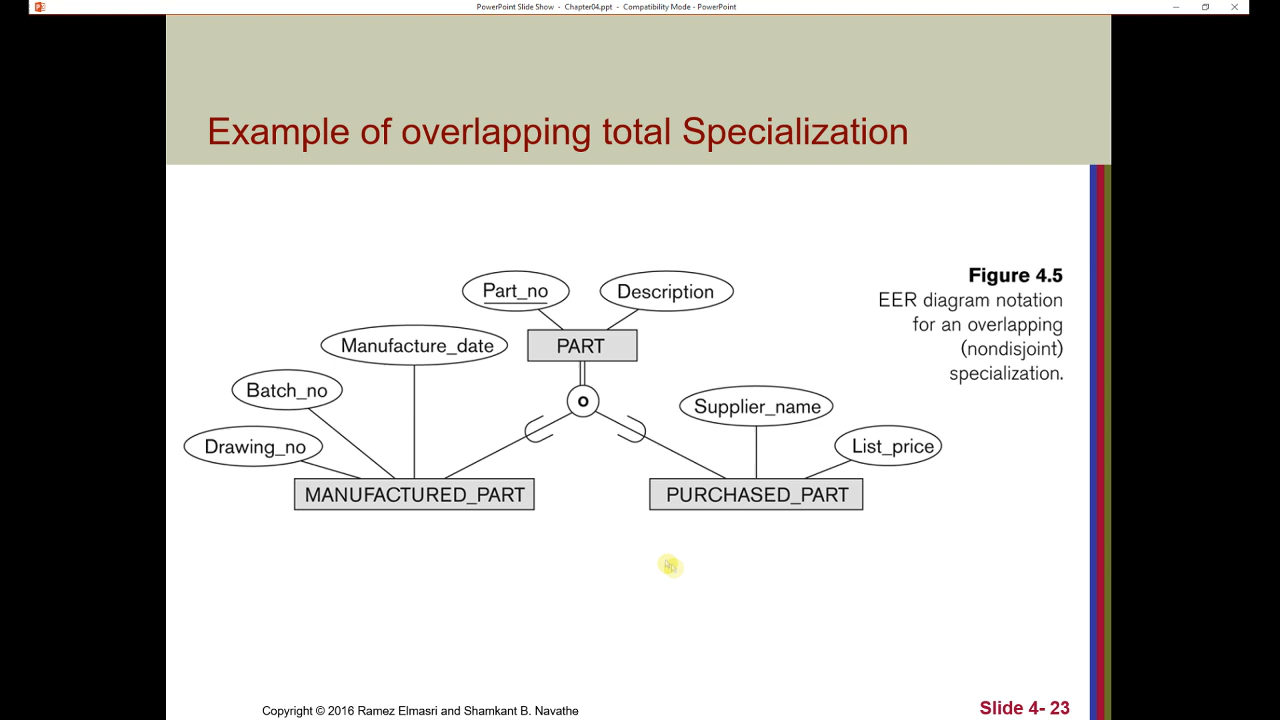 PowerPoint Slide Show - Chapter04.ppt - Compatibility Mode - PowerPoint
Example of overlapping total Specialization
Part_no
Description
Figure 4.5
EER diagram notation
for an overlapping
(nondisjoint)
specialization.
Manufacture_date
PART
Batch_no
o
Supplier_name
Drawing_no
List_price
MANUFACTURED_PART
PURCHASED_PART
Copyright © 2016 Ramez Elmasri and Shamkant B. Navathe
Slide 4- 23